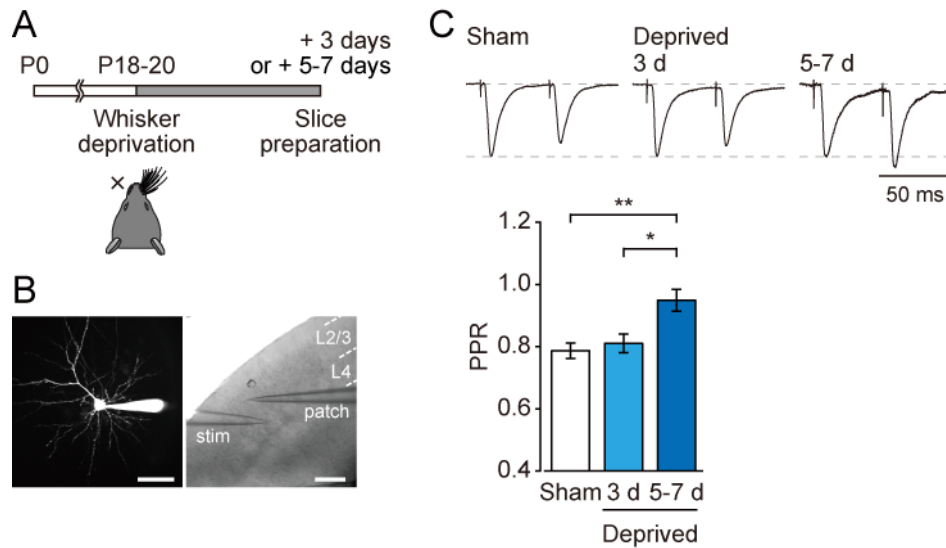 A
P0
P18-20
+ 3 days
or + 5-7 days
Whisker
deprivation
Slice
preparation
×
B
L2/3
L4
patch
stim
C
Sham
Deprived
3 d
5-7 d
50 ms
**
*
PPR
1.2
1.0
0.8
0.6
0.4
Sham
3 d
5-7 d
Deprived